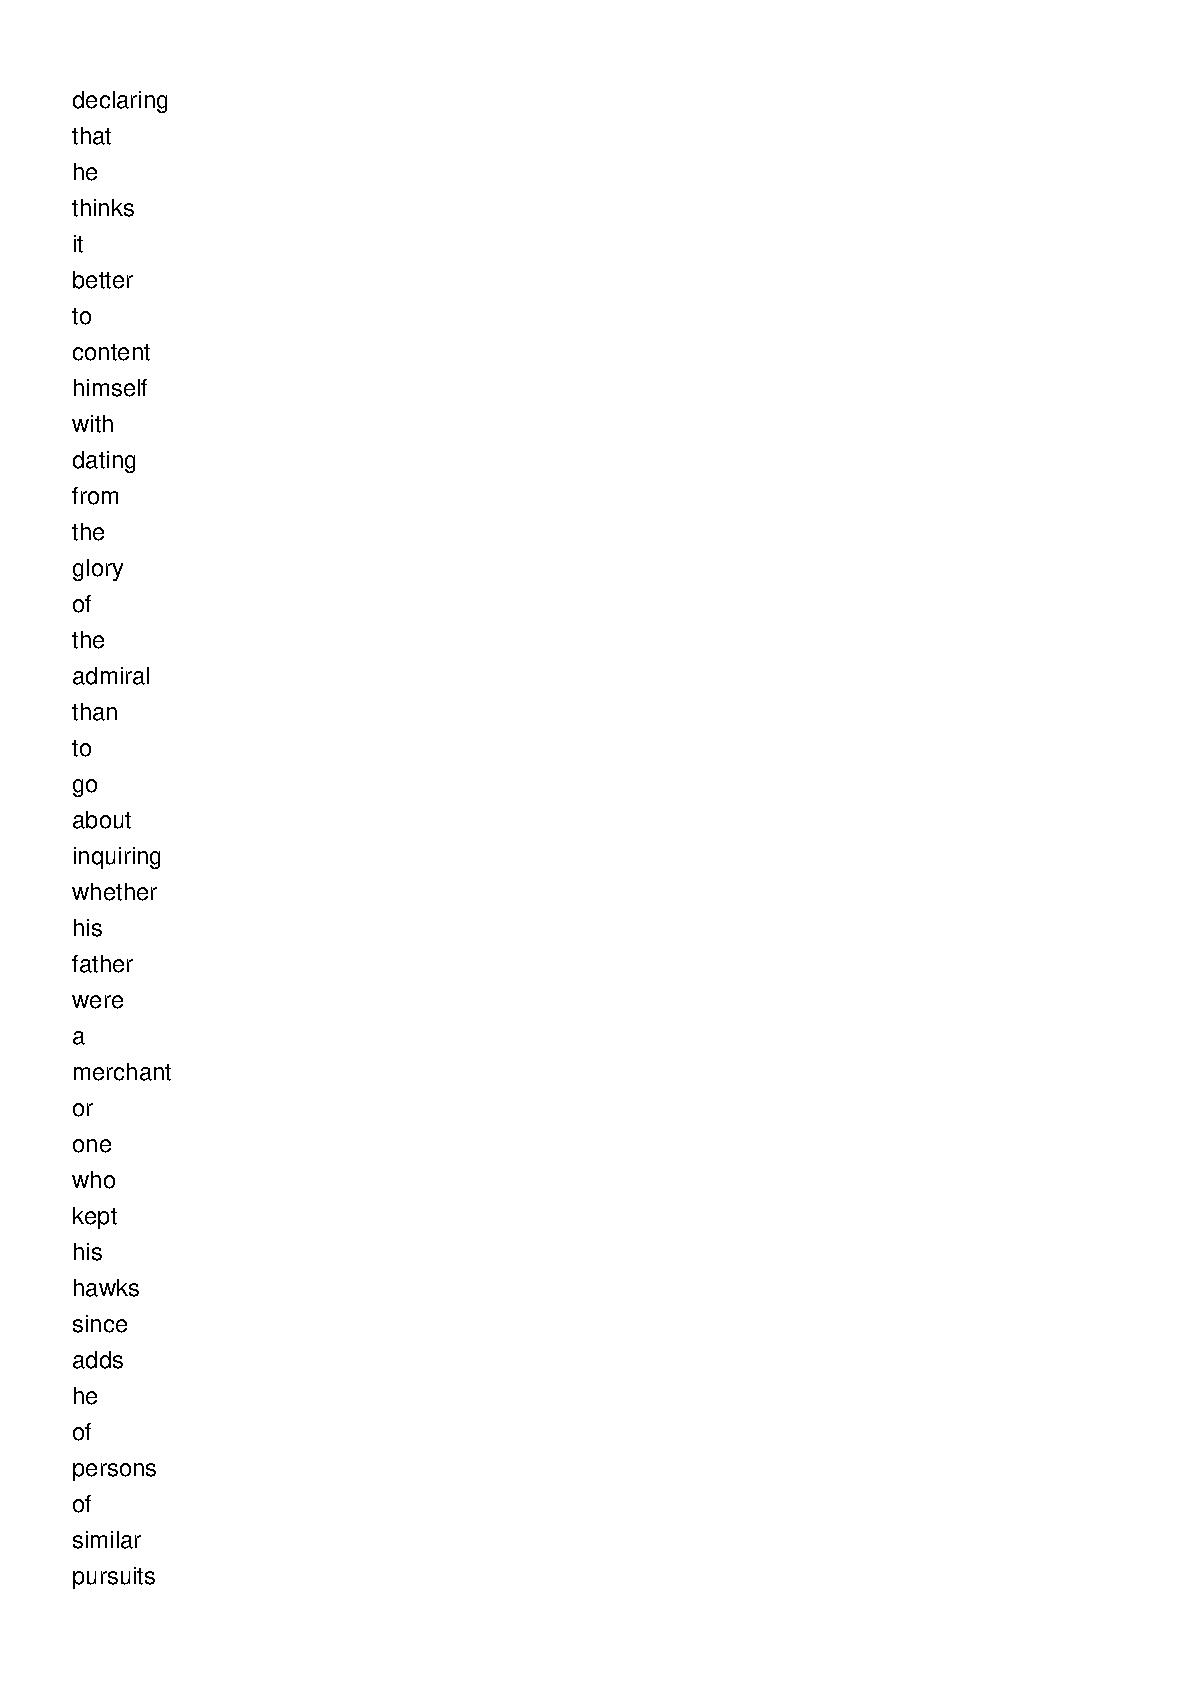 declaring
that
he
thinks
it
better
to
content
himself
with
dating
from
the
glory
of
the
admiral
than
to
go
about
inquiring
whether
his
father
were
a
merchant
or
one
who
kept
his
hawks
since
adds
he
of
persons
of
similar
pursuits